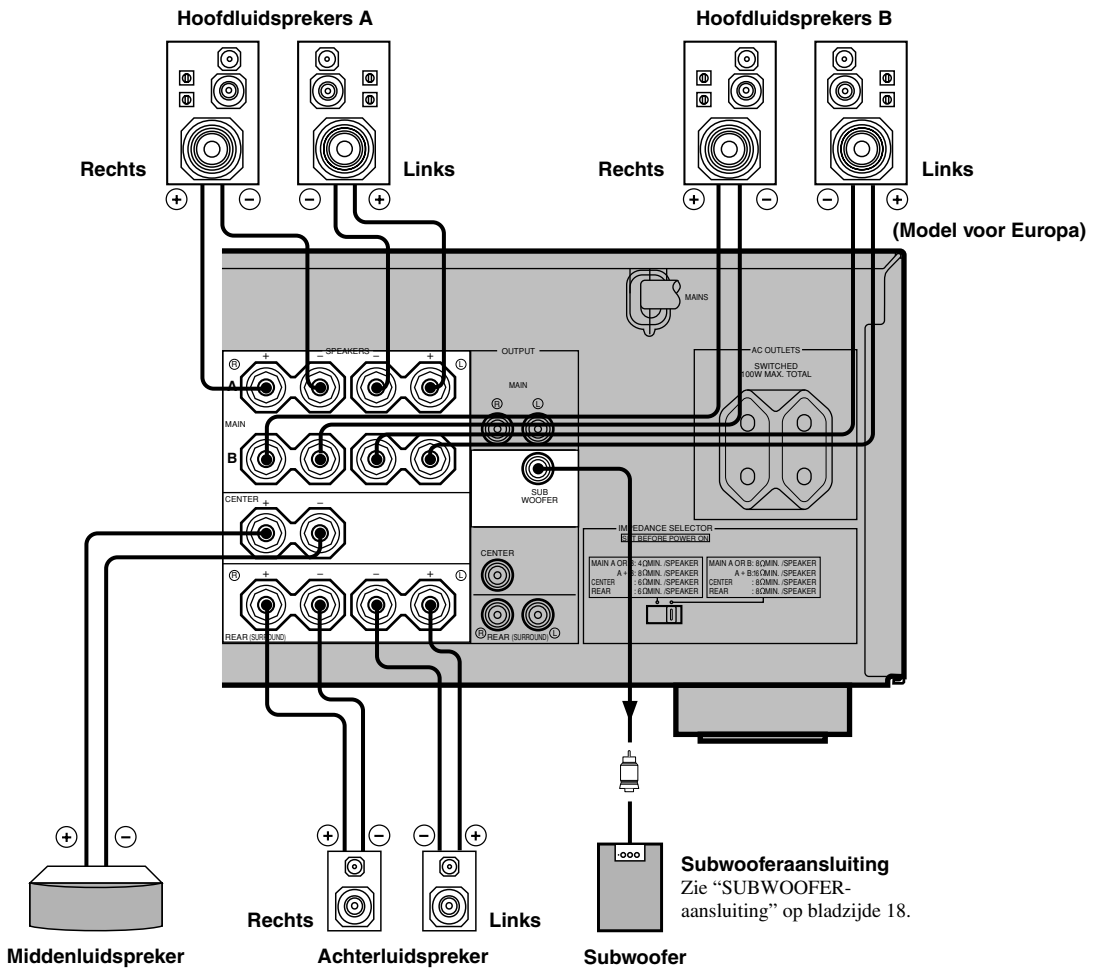 Hoofdluidsprekers A
Hoofdluidsprekers B
Rechts
Links
Rechts
Links
+ − − +
+ − − +
(Model voor Europa)
MAINS
SPEAKERS
OUTPUT
AC OUTLETS
SWITCHED
100W MAX. TOTAL
R + − − + L
A
MAIN
R L
MAIN
B
SUB
WOOFER
CENTER
+ −
IMPEDANCE SELECTOR
SET BEFORE POWER ON
CENTER
MAIN A OR B: 4ΩMIN. /SPEAKER
A + B: 8ΩMIN. /SPEAKER
CENTER : 6ΩMIN. /SPEAKER
REAR : 6ΩMIN. /SPEAKER
MAIN A OR B: 8ΩMIN. /SPEAKER
A + B:16ΩMIN. /SPEAKER
CENTER : 8ΩMIN. /SPEAKER
REAR : 8ΩMIN. /SPEAKER
R + − − + L
REAR (SURROUND)
R REAR (SURROUND) L
+ −
+ − − +
Rechts
Links
Subwooferaansluiting
Zie “SUBWOOFER-
aansluiting” op bladzijde 18.
Middenluidspreker
Achterluidspreker
Subwoofer